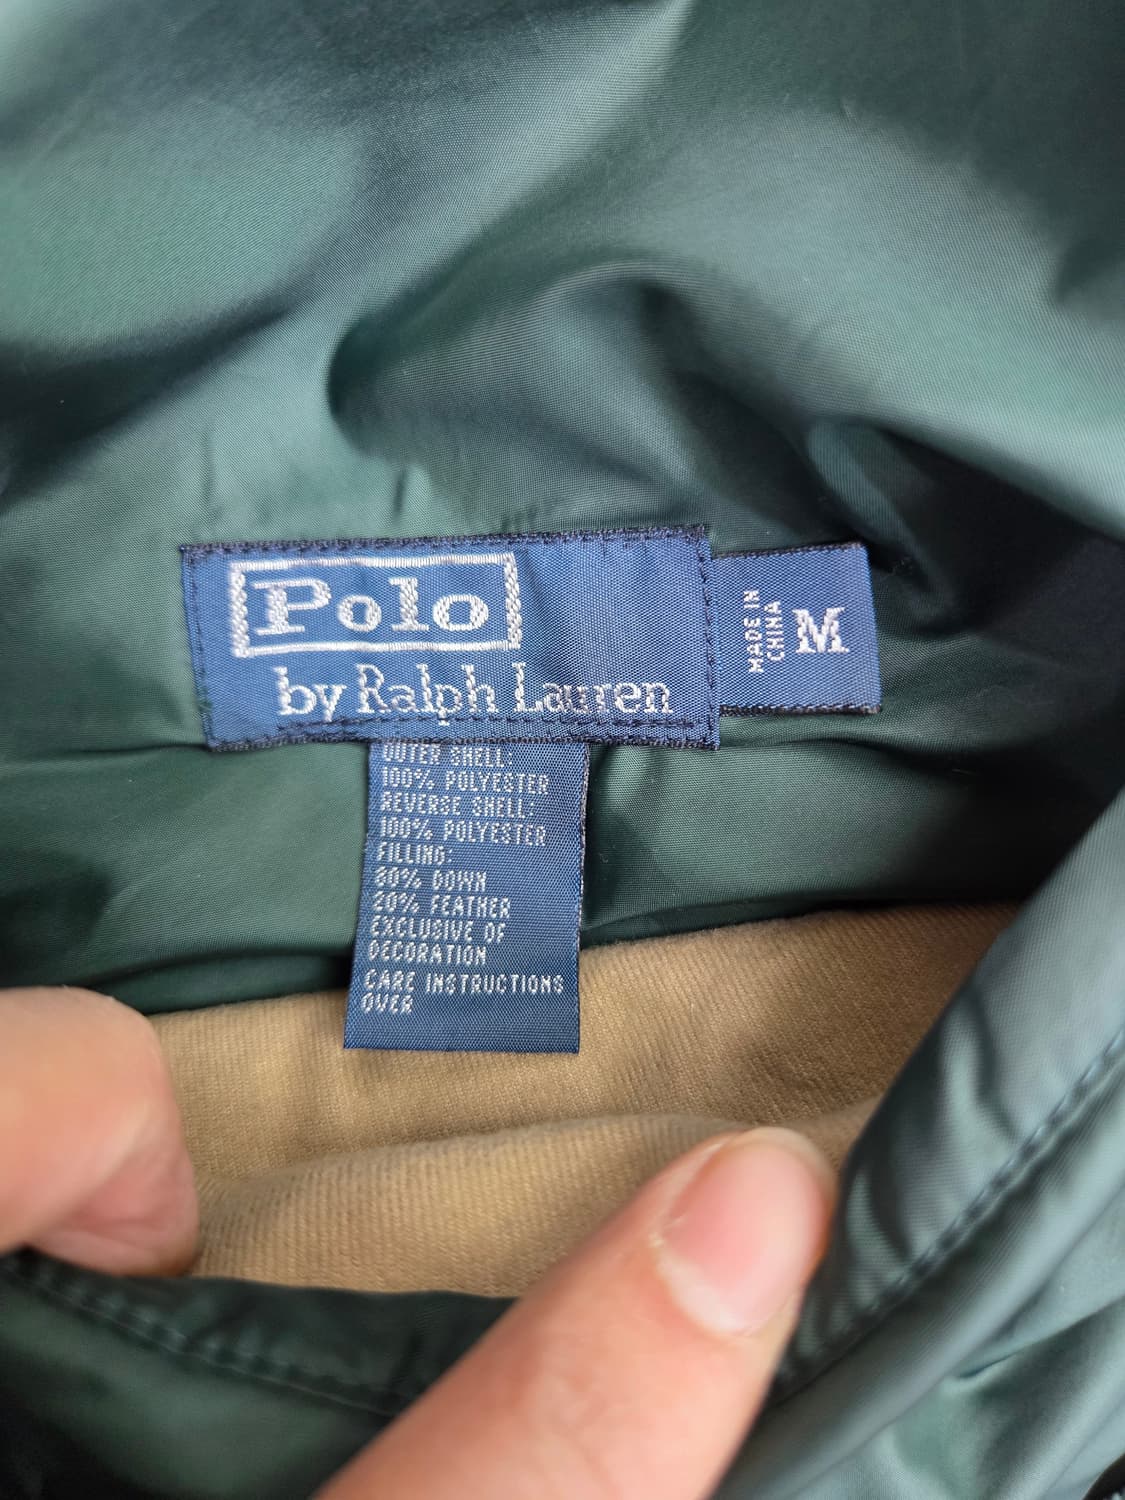 Polo
by Ralph Lauren
MADE IN
CHINA
M
OUTER SHELL:
100% POLYESTER
REVERSE SHELL:
100% POLYESTER
FILLING:
80% DOWN
20% FEATHER
EXCLUSIVE OF
DECORATION
CARE INSTRUCTIONS
OVER